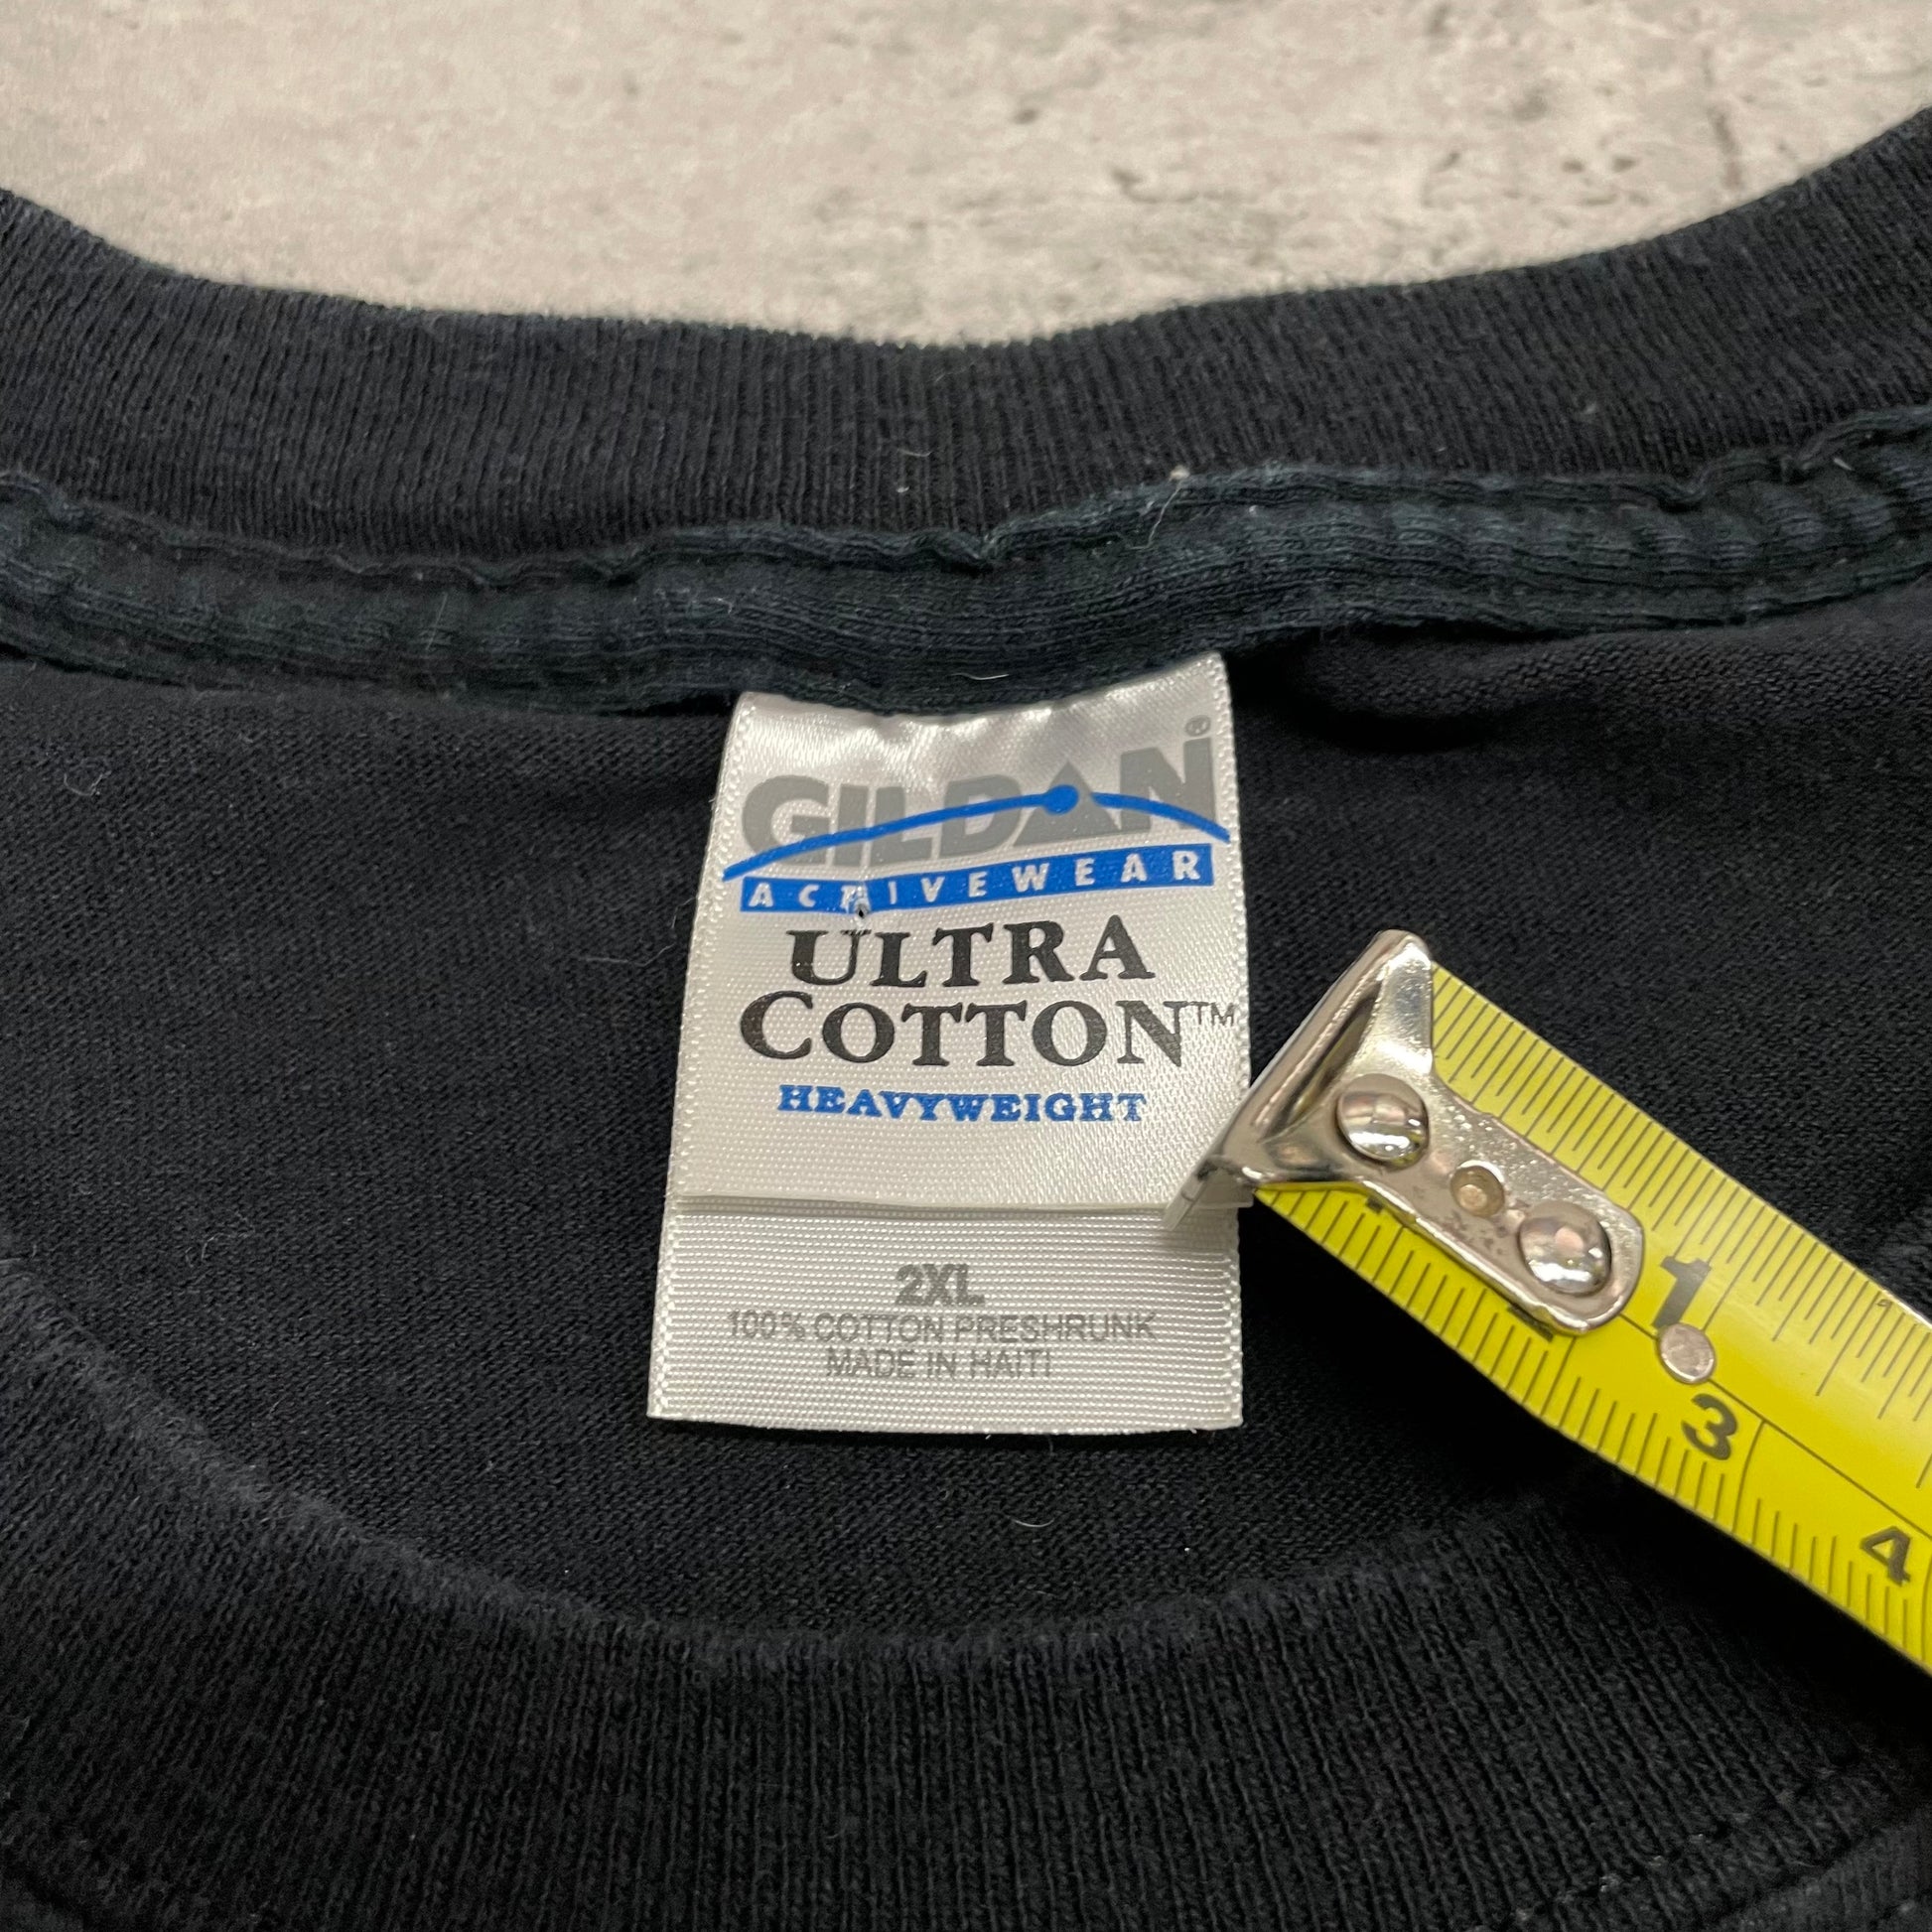 GILDAN®
ACTIVEWEAR
ULTRA
COTTON™
HEAVYWEIGHT
2XL
100% COTTON PRESHRUNK
MADE IN HAITI
1
3
4